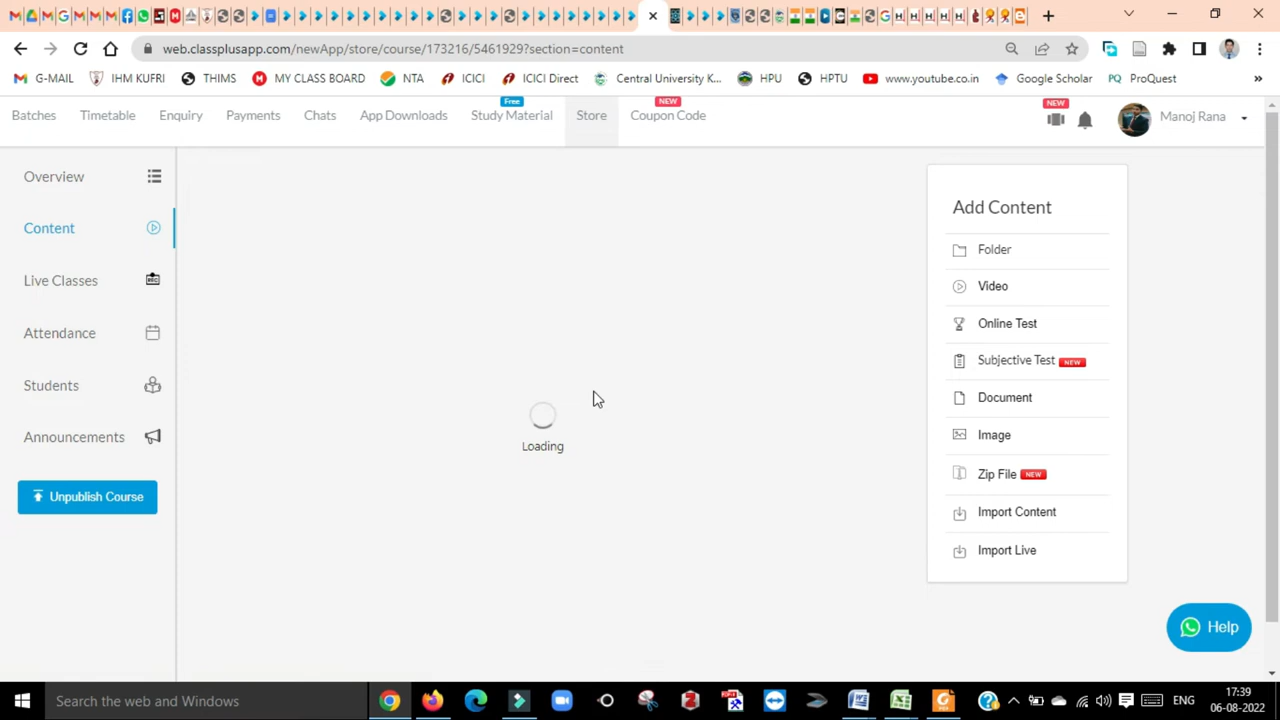 web.classplusapp.com/newApp/store/course/173216/5461929?section=content
G-MAIL
IHM KUFRI
THIMS
MY CLASS BOARD
NTA
ICICI
ICICI Direct
Central University K...
HPU
HPTU
www.youtube.co.in
Google Scholar
PQ ProQuest
»
Free
NEW
NEW
Batches
Timetable
Enquiry
Payments
Chats
App Downloads
Study Material
Store
Coupon Code
Manoj Rana
Overview
Content
Live Classes
Attendance
Students
Announcements
Unpublish Course
Loading
Add Content
Folder
Video
Online Test
Subjective Test NEW
Document
Image
Zip File NEW
Import Content
Import Live
Help
Search the web and Windows
ENG
17:39
06-08-2022